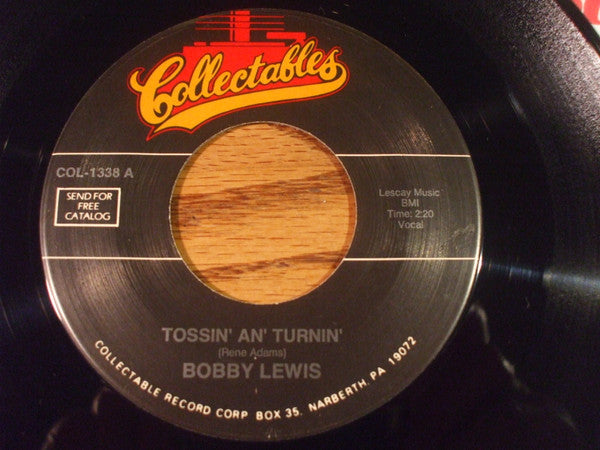 Collectables
COL-1338 A
SEND FOR
FREE
CATALOG
Lescay Music
BMI
Time: 2:20
Vocal
TOSSIN' AN' TURNIN'
(Rene Adams)
BOBBY LEWIS
COLLECTABLE RECORD CORP BOX 35, NARBERTH, PA 19072